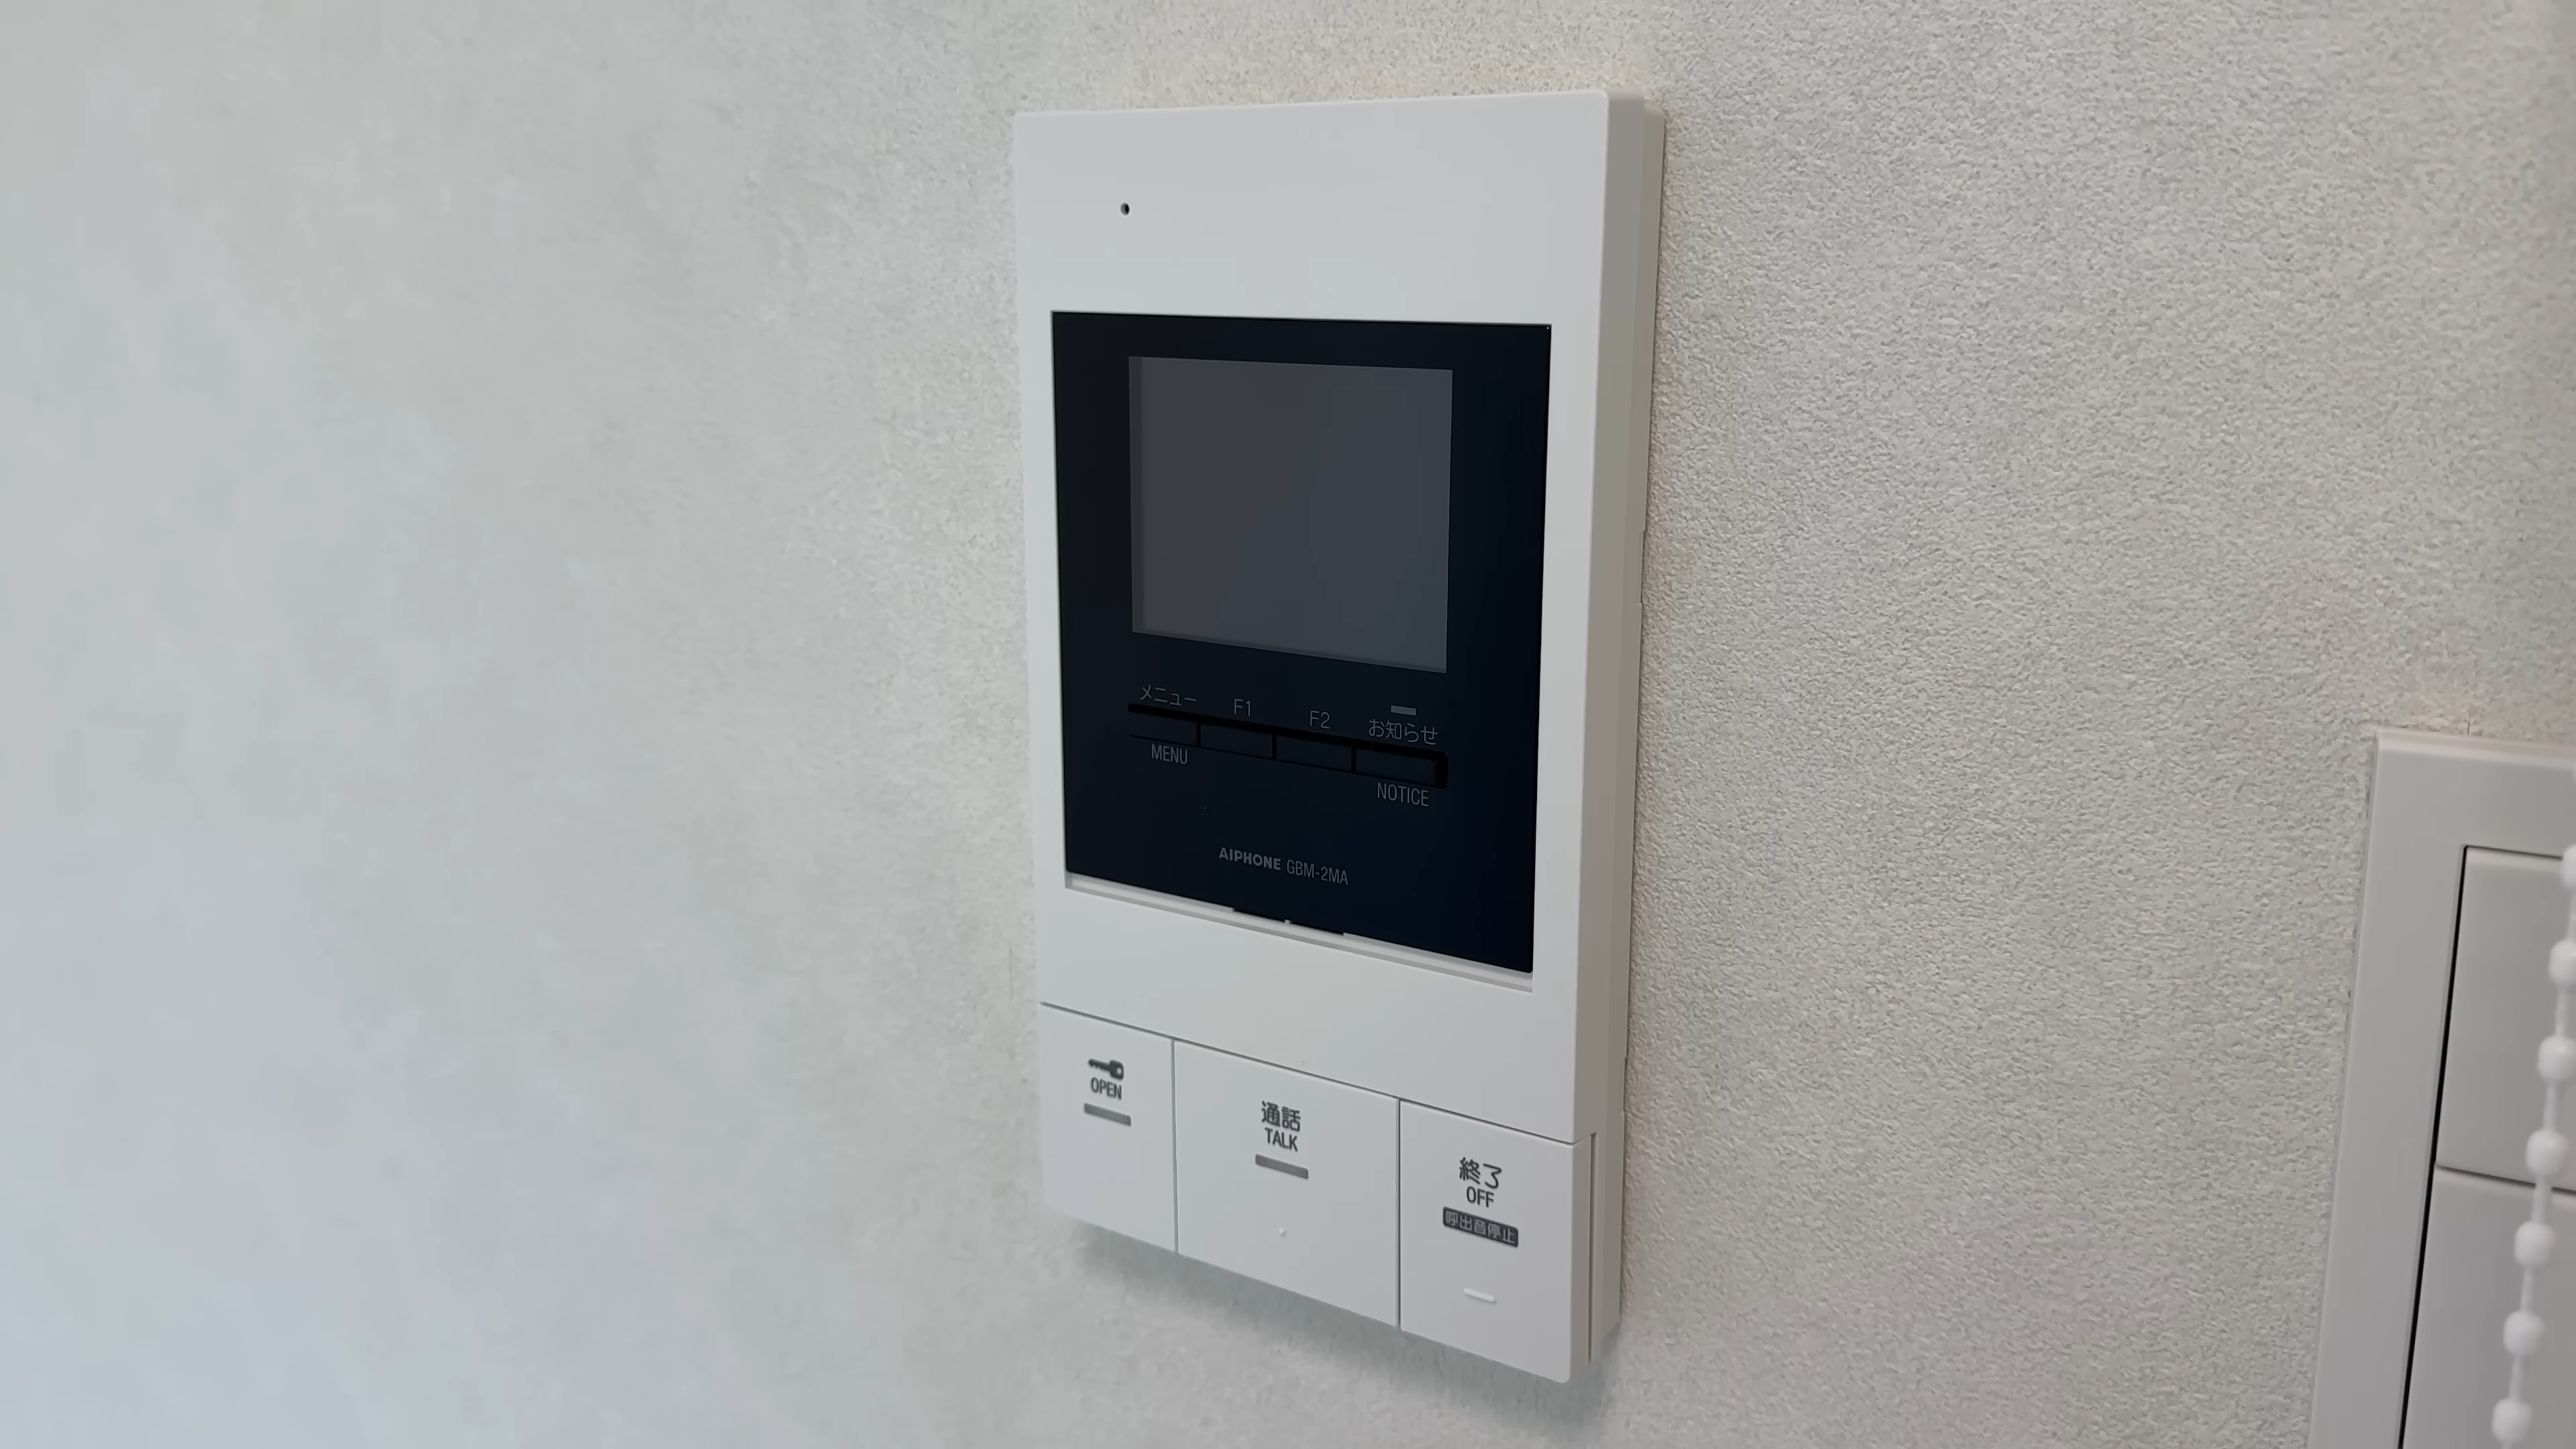 メニュー F1 F2 お知らせ
MENU NOTICE
AIPHONE GBM-2MA
OPEN
通話
TALK
終了
OFF
呼出音停止